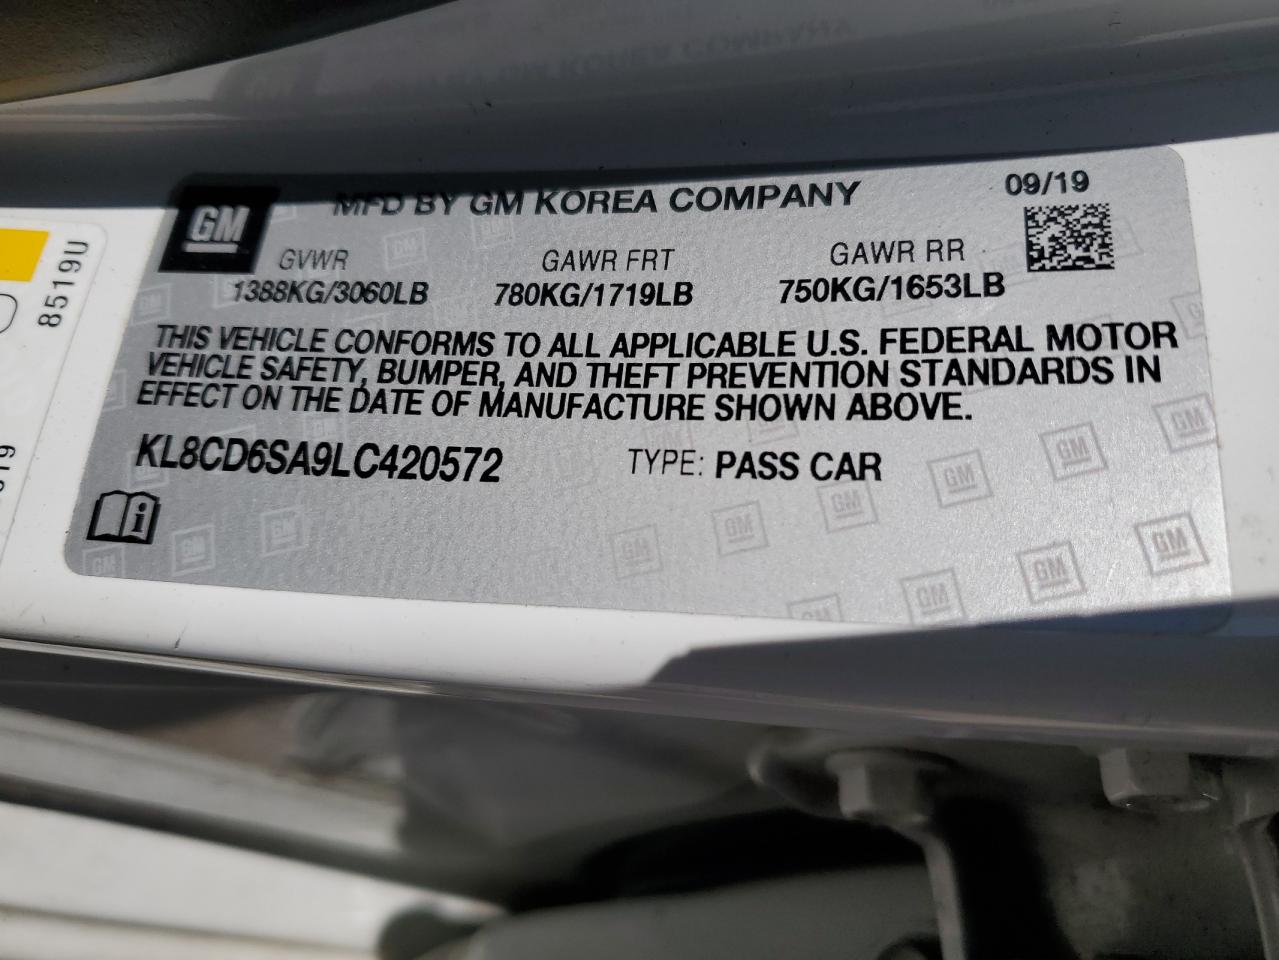 GM
MFD BY GM KOREA COMPANY
09/19
GVWR GAWR FRT GAWR RR
1388KG/3060LB 780KG/1719LB 750KG/1653LB
THIS VEHICLE CONFORMS TO ALL APPLICABLE U.S. FEDERAL MOTOR
VEHICLE SAFETY, BUMPER, AND THEFT PREVENTION STANDARDS IN
EFFECT ON THE DATE OF MANUFACTURE SHOWN ABOVE.
KL8CD6SA9LC420572 TYPE: PASS CAR
8519U